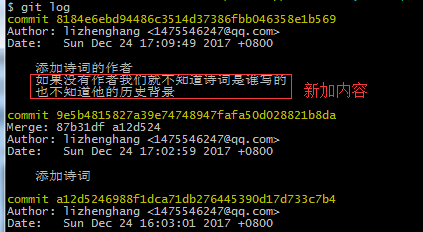 $ git log
commit 8184e6ebd94486c3514d37386fbb046358e1b569
Author: lizhenghang <1475546247@qq.com>
Date:   Sun Dec 24 17:09:49 2017 +0800
添加诗词的作者
如果没有作者我们就不知道诗词是谁写的
也不知道他的历史背景
新加内容
commit 9e5b4815827a39e74748947fafa50d028821b8da
Merge: 87b31df a12d524
Author: lizhenghang <1475546247@qq.com>
Date:   Sun Dec 24 17:02:59 2017 +0800
添加诗词
commit a12d5246988f1dca71db276445390d17d733c7b4
Author: lizhenghang <1475546247@qq.com>
Date:   Sun Dec 24 16:03:01 2017 +0800